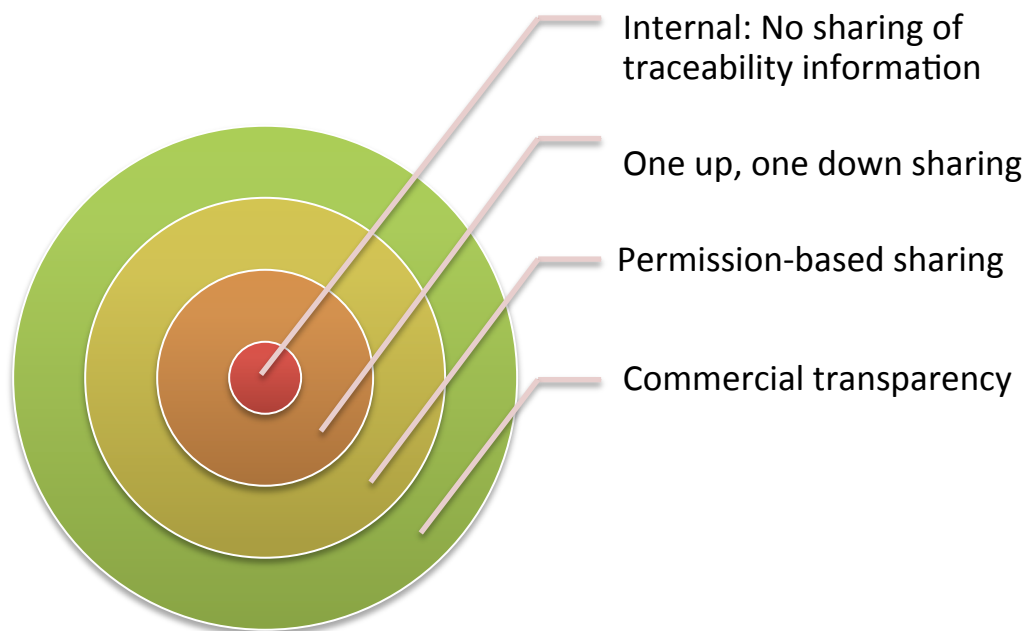 Internal: No sharing of
traceability information
One up, one down sharing
Permission-based sharing
Commercial transparency